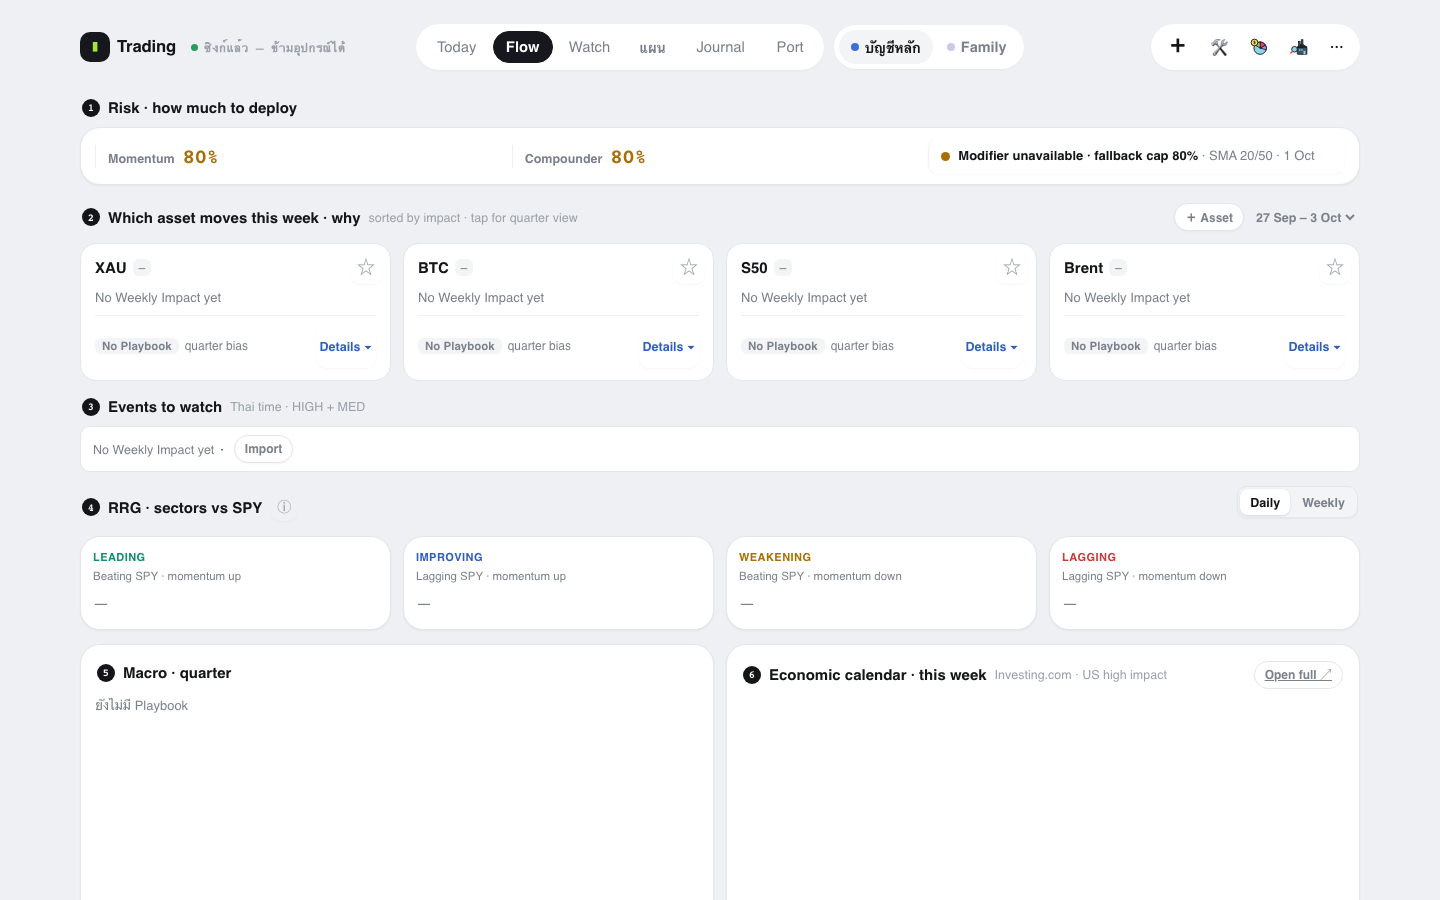 Trading
ซิงก์แล้ว — ข้ามอุปกรณ์ได้
Today Flow Watch แผน Journal Port
บัญชีหลัก Family
1 Risk · how much to deploy
Momentum 80%
Compounder 80%
Modifier unavailable · fallback cap 80% · SMA 20/50 · 1 Oct
2 Which asset moves this week · why sorted by impact · tap for quarter view
+ Asset 27 Sep – 3 Oct
XAU –
No Weekly Impact yet
No Playbook quarter bias Details
BTC –
No Weekly Impact yet
No Playbook quarter bias Details
S50 –
No Weekly Impact yet
No Playbook quarter bias Details
Brent –
No Weekly Impact yet
No Playbook quarter bias Details
3 Events to watch Thai time · HIGH + MED
No Weekly Impact yet · Import
4 RRG · sectors vs SPY ⓘ
Daily Weekly
LEADING
Beating SPY · momentum up
—
IMPROVING
Lagging SPY · momentum up
—
WEAKENING
Beating SPY · momentum down
—
LAGGING
Lagging SPY · momentum down
—
5 Macro · quarter
ยังไม่มี Playbook
6 Economic calendar · this week Investing.com · US high impact
Open full ↗